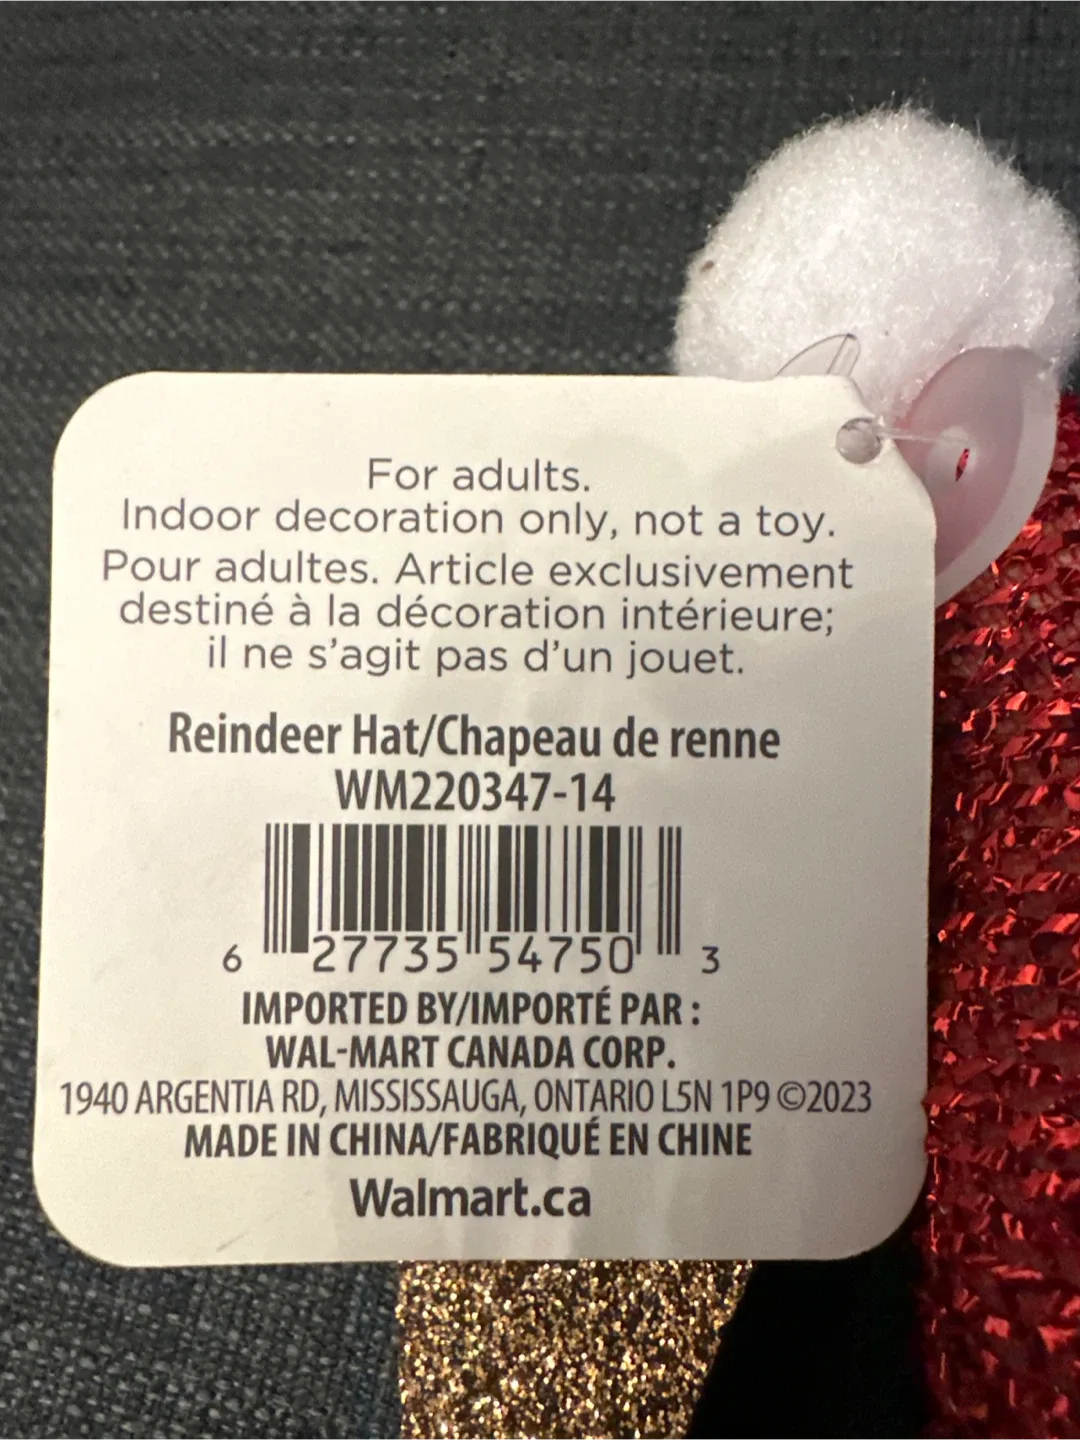 For adults.
Indoor decoration only, not a toy.
Pour adultes. Article exclusivement
destiné à la décoration intérieure;
il ne s'agit pas d'un jouet.
Reindeer Hat/Chapeau de renne
WM220347-14
6 27735 54750 3
IMPORTED BY/IMPORTÉ PAR :
WAL-MART CANADA CORP.
1940 ARGENTIA RD, MISSISSAUGA, ONTARIO L5N 1P9 ©2023
MADE IN CHINA/FABRIQUÉ EN CHINE
Walmart.ca